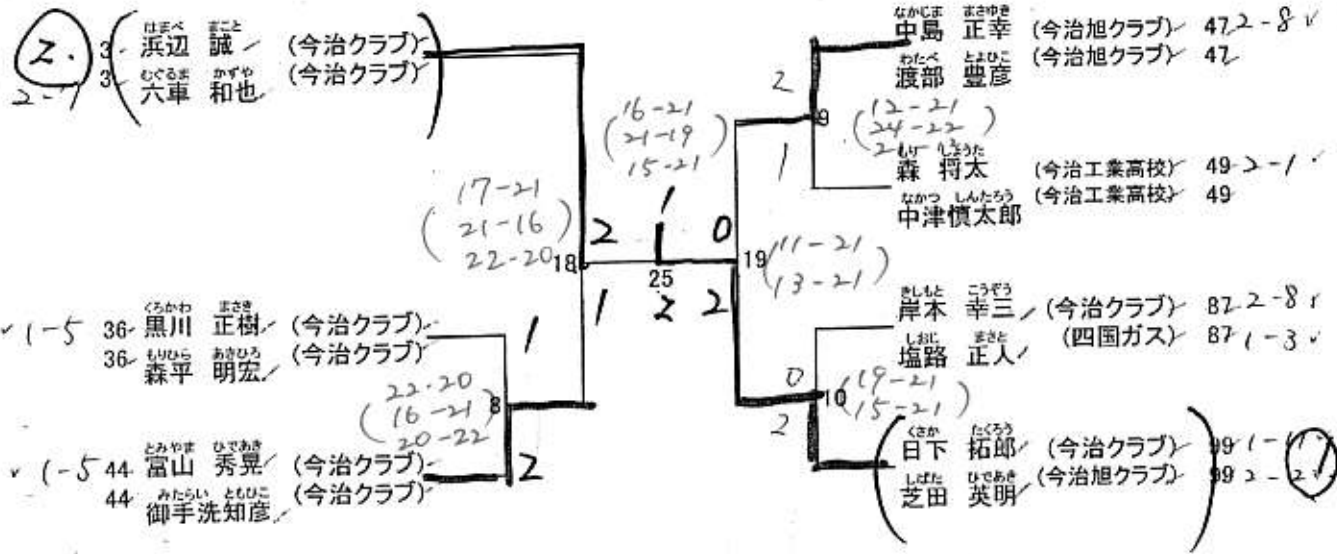 2.
2-11
はまべ まこと
3 浜辺 誠 (今治クラブ)
3 むぐるま かずや (今治クラブ)
六車 和也
17-21
21-16
22-20
18
2
1
くろかわ まさき
1-5 36 黒川 正樹 (今治クラブ)
36 もりひら あきひろ (今治クラブ)
森平 明宏
1
22-20
16-21
20-22
8
2
とみやま ひであき
1-5 44 富山 秀晃 (今治クラブ)
44 みたらい ともひこ (今治クラブ)
御手洗知彦
16-21
21-19
15-21
1
25
2
なかじま まさゆき
中島 正幸 (今治旭クラブ) 47 2-8
わたべ とよひこ (今治旭クラブ) 47
渡部 豊彦
2
9
1
12-21
24-22
もり しょうた
森 将太 (今治工業高校) 49 2-1
なかつ しんたろう (今治工業高校) 49
中津慎太郎
0
19
2
11-21
13-21
きしもと こうぞう
岸本 幸三 (今治クラブ) 87 2-8
しおじ まさと (四国ガス) 87 1-3
塩路 正人
0
10
2
19-21
15-21
くさか たくろう
日下 拓郎 (今治クラブ) 99
しばた ひであき (今治旭クラブ) 99
芝田 英明
1